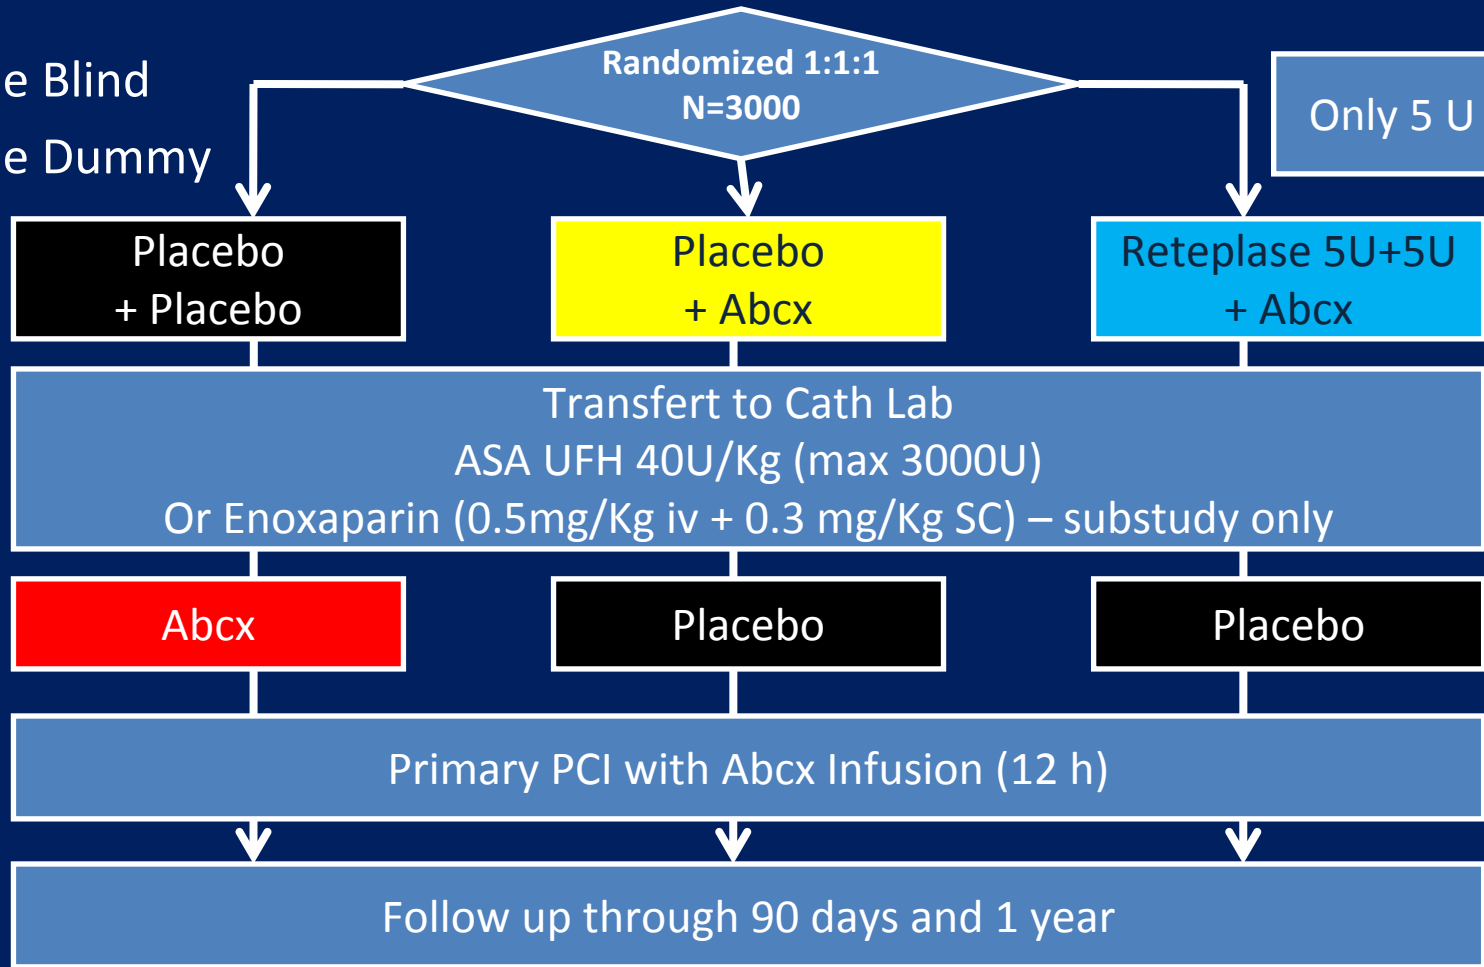 Randomized 1:1:1
N=3000
e Blind
e Dummy
Only 5 U
Placebo
+ Placebo
Placebo
+ Abcx
Reteplase 5U+5U
+ Abcx
Transfert to Cath Lab
ASA UFH 40U/Kg (max 3000U)
Or Enoxaparin (0.5mg/Kg iv + 0.3 mg/Kg SC) – substudy only
Abcx
Placebo
Placebo
Primary PCI with Abcx Infusion (12 h)
Follow up through 90 days and 1 year